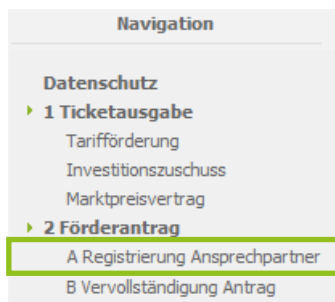 Navigation
Datenschutz
1 Ticketausgabe
Tarifförderung
Investitionszuschuss
Marktpreisvertrag
2 Förderantrag
A Registrierung Ansprechpartner
B Vervollständigung Antrag